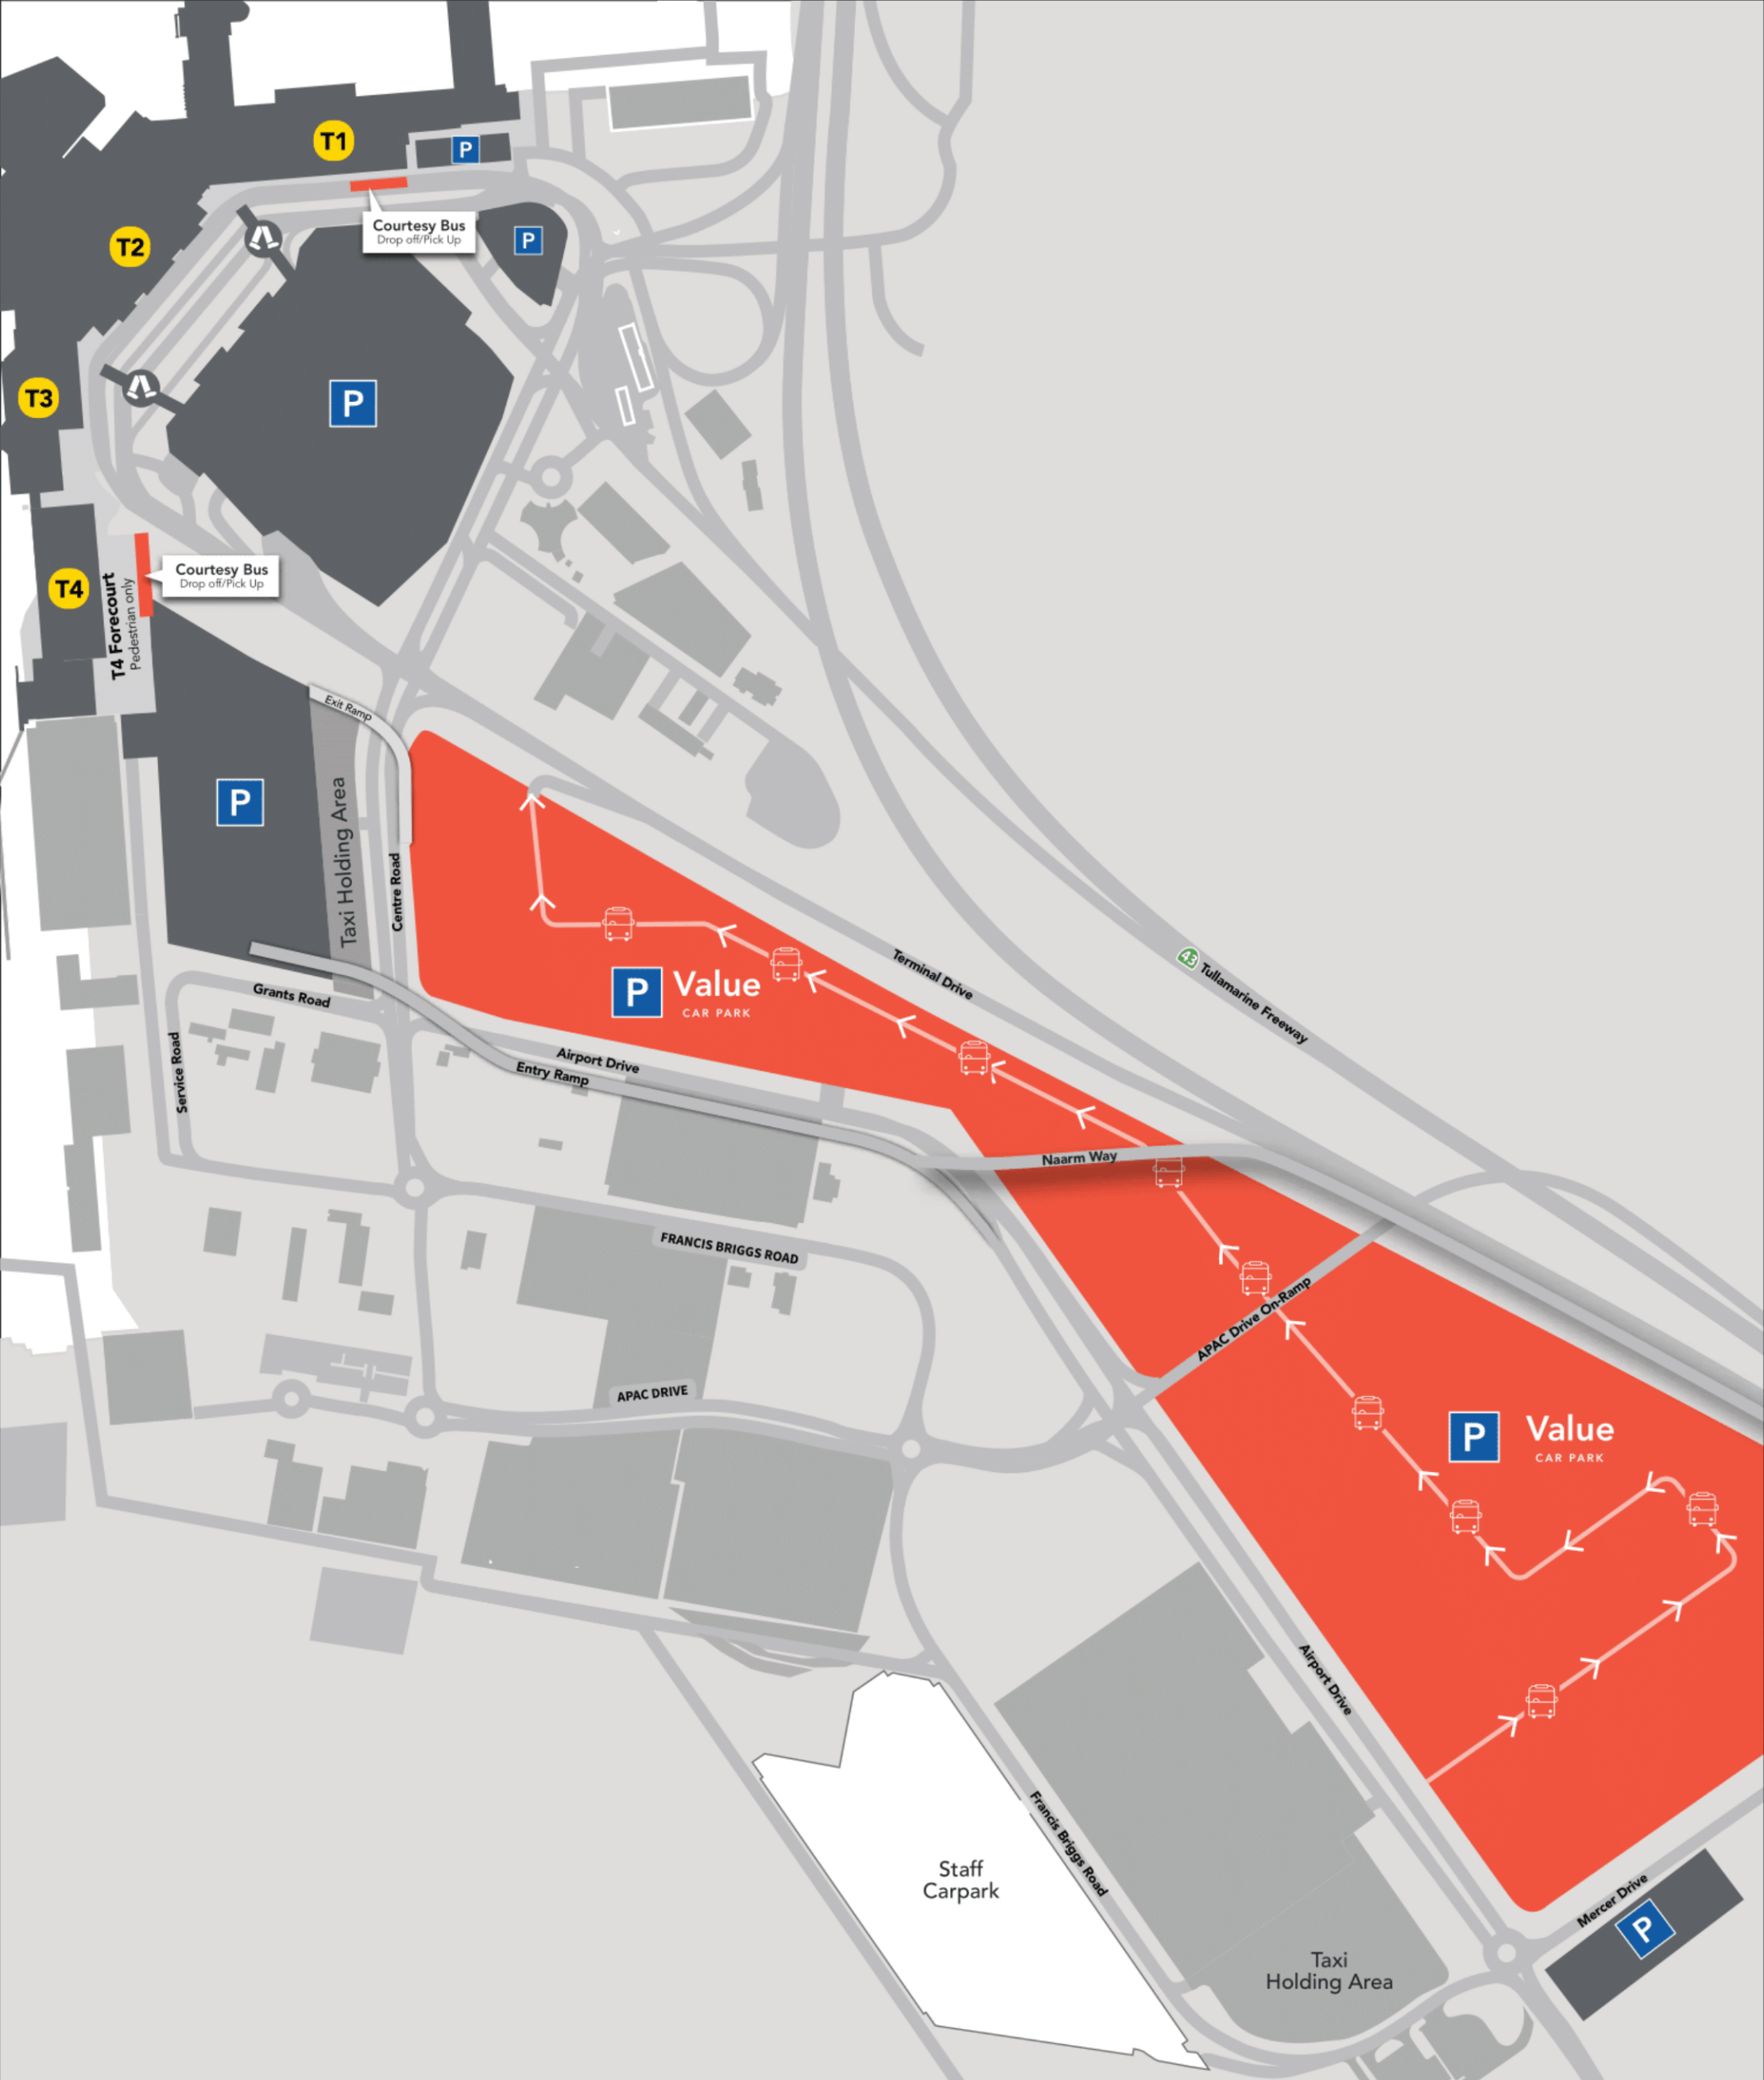 T1
P
Courtesy Bus
Drop off/Pick Up
P
T2
T3
P
T4
T4 Forecourt
Pedestrian only
Courtesy Bus
Drop off/Pick Up
Exit Ramp
P
Taxi Holding Area
Centre Road
Terminal Drive
43
Tullamarine Freeway
P
Value
CAR PARK
Grants Road
Service Road
Airport Drive
Entry Ramp
Naarm Way
FRANCIS BRIGGS ROAD
APAC Drive On-Ramp
APAC DRIVE
P
Value
CAR PARK
Airport Drive
Francis Briggs Road
Staff
Carpark
Taxi
Holding Area
Mercer Drive
P